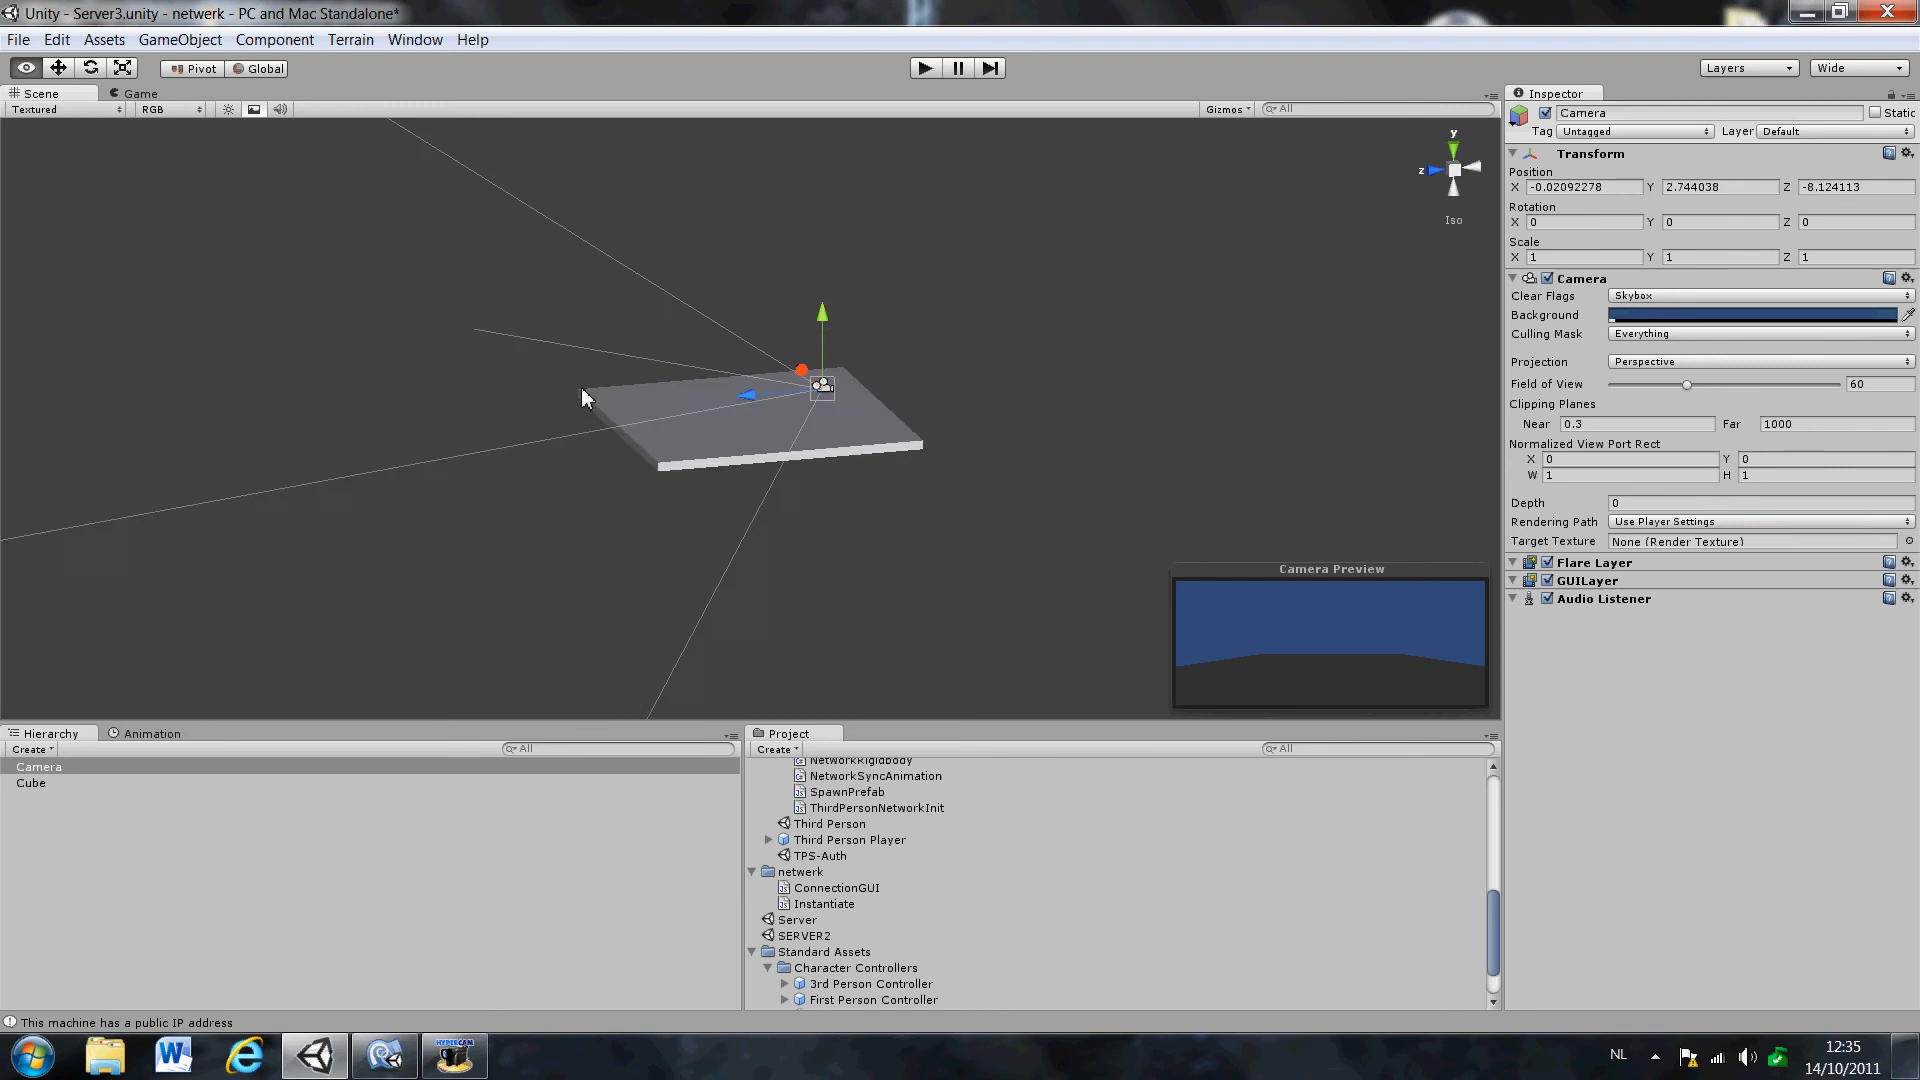 Unity - Server3.unity - netwerk - PC and Mac Standalone*
File Edit Assets GameObject Component Terrain Window Help
Pivot Global Layers Wide
Scene Game
Textured RGB Gizmos All
y
z
Iso
Inspector
Camera Static
Tag Untagged Layer Default
Transform
Position
X -0.02092278 Y 2.744038 Z -8.124113
Rotation
X 0 Y 0 Z 0
Scale
X 1 Y 1 Z 1
Camera
Clear Flags Skybox
Background
Culling Mask Everything
Projection Perspective
Field of View 60
Clipping Planes
Near 0.3 Far 1000
Normalized View Port Rect
X 0 Y 0
W 1 H 1
Depth 0
Rendering Path Use Player Settings
Target Texture None (Render Texture)
Flare Layer
GUILayer
Audio Listener
Camera Preview
Hierarchy Animation
Create All
Camera
Cube
Project
Create All
NetworkRigidbody
NetworkSyncAnimation
SpawnPrefab
ThirdPersonNetworkInit
Third Person
Third Person Player
TPS-Auth
netwerk
ConnectionGUI
Instantiate
Server
SERVER2
Standard Assets
Character Controllers
3rd Person Controller
First Person Controller
This machine has a public IP address
HYPERCAM
NL
12:35
14/10/2011